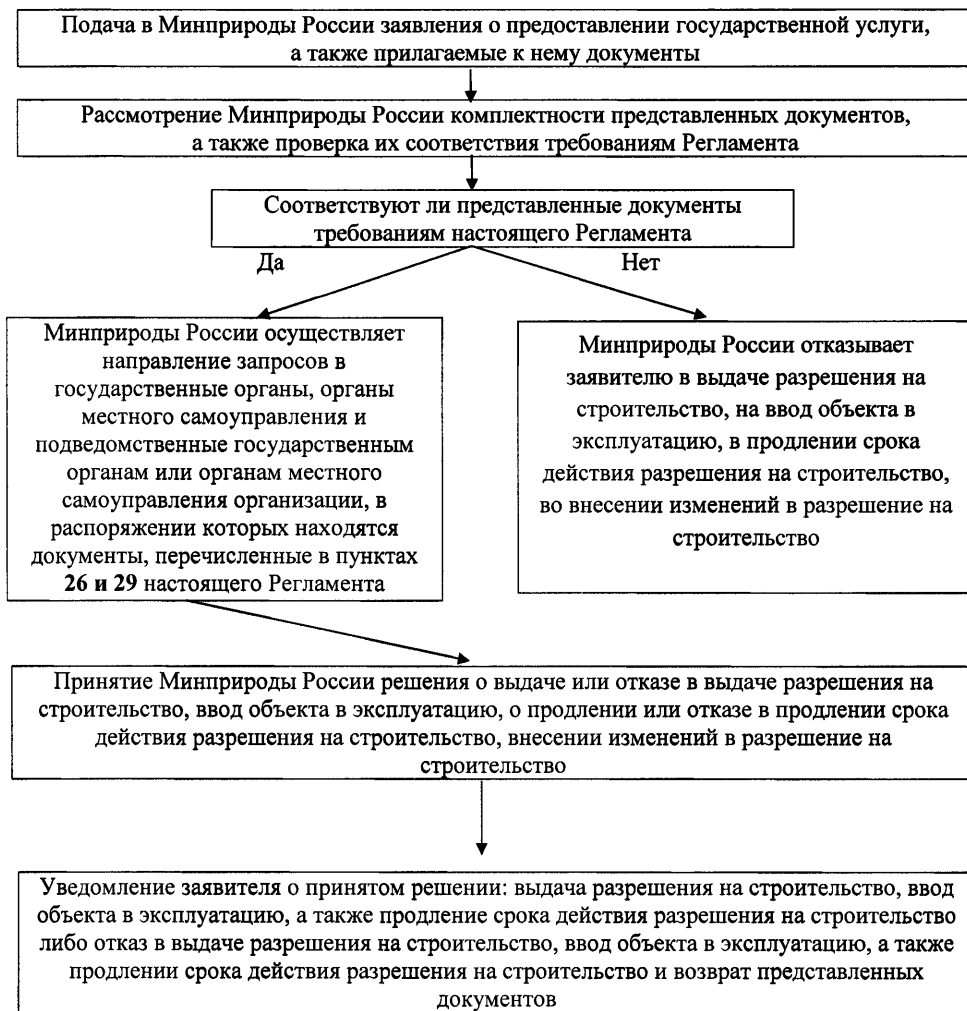 Подача в Минприроды России заявления о предоставлении государственной услуги,
а также прилагаемые к нему документы
Рассмотрение Минприроды России комплектности представленных документов,
а также проверка их соответствия требованиям Регламента
Соответствуют ли представленные документы
требованиям настоящего Регламента
Да
Нет
Минприроды России осуществляет
направление запросов в
государственные органы, органы
местного самоуправления и
подведомственные государственным
органам или органам местного
самоуправления организации, в
распоряжении которых находятся
документы, перечисленные в пунктах
26 и 29 настоящего Регламента
Минприроды России отказывает
заявителю в выдаче разрешения на
строительство, на ввод объекта в
эксплуатацию, в продлении срока
действия разрешения на строительство,
во внесении изменений в разрешение на
строительство
Принятие Минприроды России решения о выдаче или отказе в выдаче разрешения на
строительство, ввод объекта в эксплуатацию, о продлении или отказе в продлении срока
действия разрешения на строительство, внесении изменений в разрешение на
строительство
Уведомление заявителя о принятом решении: выдача разрешения на строительство, ввод
объекта в эксплуатацию, а также продление срока действия разрешения на строительство
либо отказ в выдаче разрешения на строительство, ввод объекта в эксплуатацию, а также
продлении срока действия разрешения на строительство и возврат представленных
документов